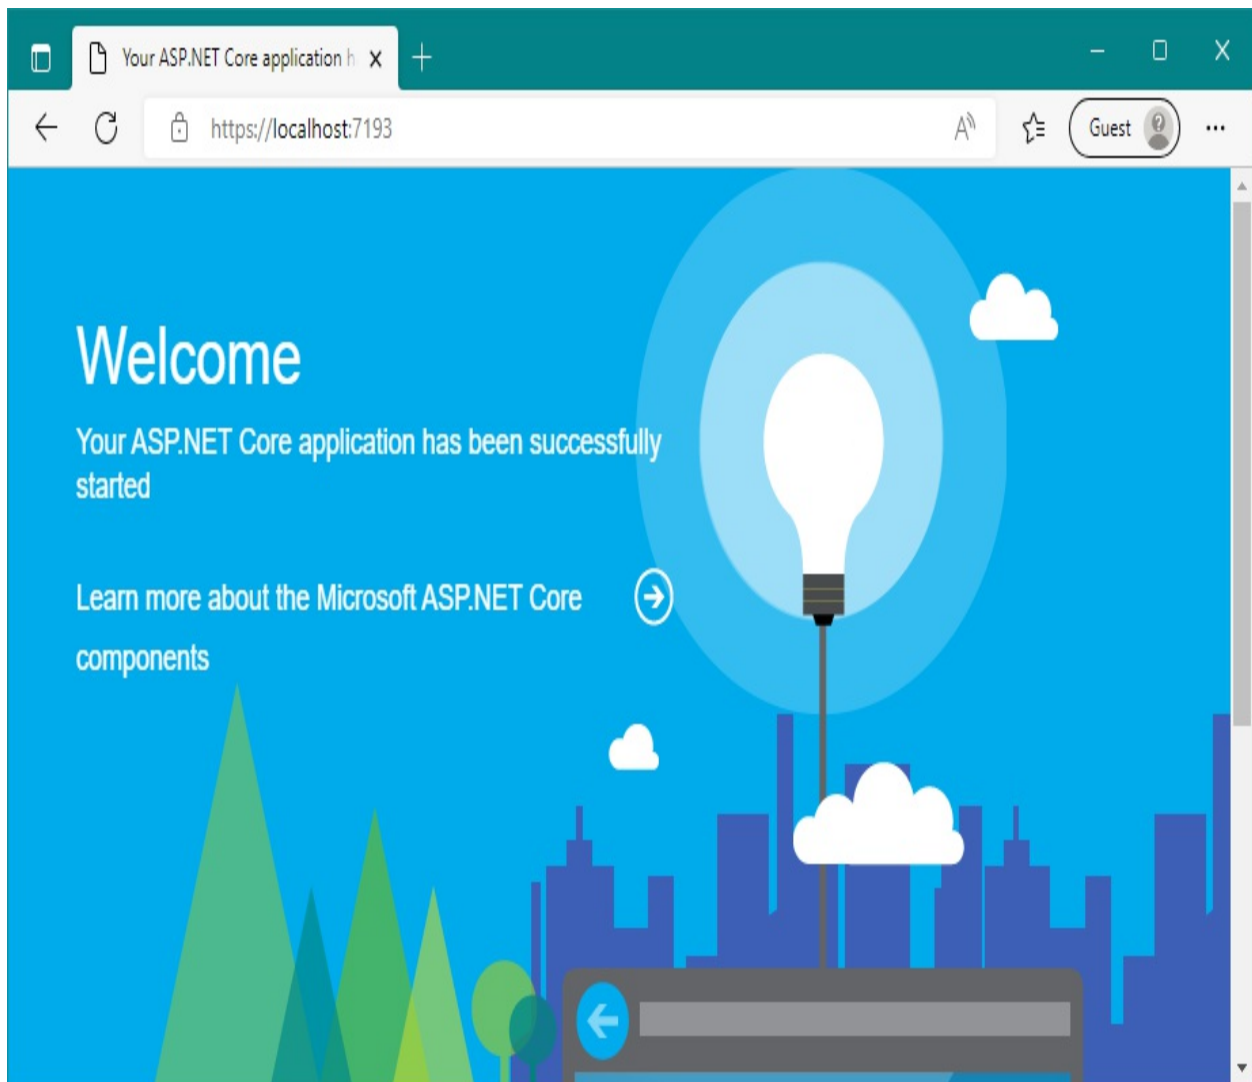 Your ASP.NET Core application h
https://localhost:7193
Guest
Welcome
Your ASP.NET Core application has been successfully
started
Learn more about the Microsoft ASP.NET Core
components